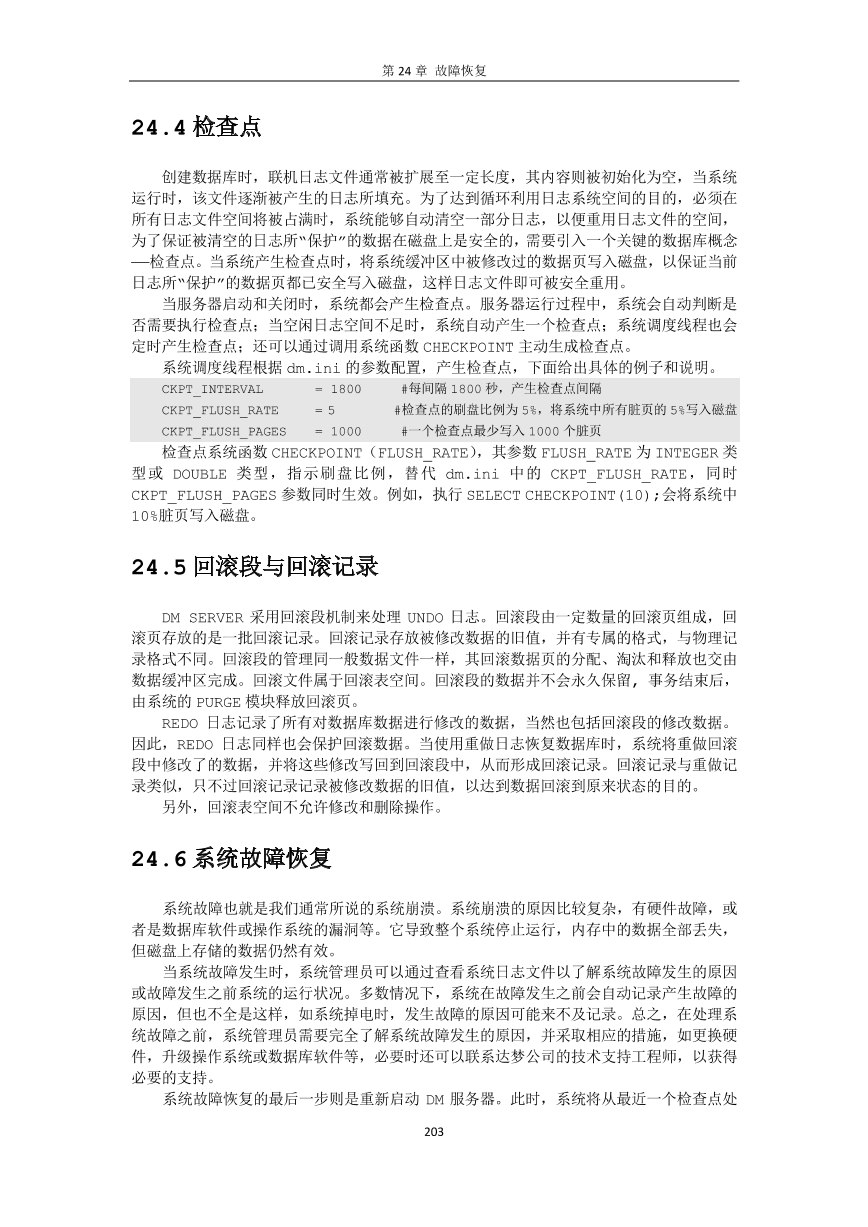 第 24 章 故障恢复
24.4 检查点
创建数据库时，联机日志文件通常被扩展至一定长度，其内容则被初始化为空，当系统
运行时，该文件逐渐被产生的日志所填充。为了达到循环利用日志系统空间的目的，必须在
所有日志文件空间将被占满时，系统能够自动清空一部分日志，以便重用日志文件的空间，
为了保证被清空的日志所“保护”的数据在磁盘上是安全的，需要引入一个关键的数据库概念
——检查点。当系统产生检查点时，将系统缓冲区中被修改过的数据页写入磁盘，以保证当前
日志所“保护”的数据页都已安全写入磁盘，这样日志文件即可被安全重用。
当服务器启动和关闭时，系统都会产生检查点。服务器运行过程中，系统会自动判断是
否需要执行检查点；当空闲日志空间不足时，系统自动产生一个检查点；系统调度线程也会
定时产生检查点；还可以通过调用系统函数 CHECKPOINT 主动生成检查点。
系统调度线程根据 dm.ini 的参数配置，产生检查点，下面给出具体的例子和说明。
CKPT_INTERVAL = 1800 #每间隔 1800 秒，产生检查点间隔
CKPT_FLUSH_RATE = 5 #检查点的刷盘比例为 5%，将系统中所有脏页的 5%写入磁盘
CKPT_FLUSH_PAGES = 1000 #一个检查点最少写入 1000 个脏页
检查点系统函数 CHECKPOINT（FLUSH_RATE），其参数 FLUSH_RATE 为 INTEGER 类
型或 DOUBLE 类型，指示刷盘比例，替代 dm.ini 中的 CKPT_FLUSH_RATE，同时
CKPT_FLUSH_PAGES 参数同时生效。例如，执行 SELECT CHECKPOINT(10);会将系统中
10%脏页写入磁盘。
24.5 回滚段与回滚记录
DM SERVER 采用回滚段机制来处理 UNDO 日志。回滚段由一定数量的回滚页组成，回
滚页存放的是一批回滚记录。回滚记录存放被修改数据的旧值，并有专属的格式，与物理记
录格式不同。回滚段的管理同一般数据文件一样，其回滚数据页的分配、淘汰和释放也交由
数据缓冲区完成。回滚文件属于回滚表空间。回滚段的数据并不会永久保留，事务结束后，
由系统的 PURGE 模块释放回滚页。
REDO 日志记录了所有对数据库数据进行修改的数据，当然也包括回滚段的修改数据。
因此，REDO 日志同样也会保护回滚数据。当使用重做日志恢复数据库时，系统将重做回滚
段中修改了的数据，并将这些修改写回到回滚段中，从而形成回滚记录。回滚记录与重做记
录类似，只不过回滚记录记录被修改数据的旧值，以达到数据回滚到原来状态的目的。
另外，回滚表空间不允许修改和删除操作。
24.6 系统故障恢复
系统故障也就是我们通常所说的系统崩溃。系统崩溃的原因比较复杂，有硬件故障，或
者是数据库软件或操作系统的漏洞等。它导致整个系统停止运行，内存中的数据全部丢失，
但磁盘上存储的数据仍然有效。
当系统故障发生时，系统管理员可以通过查看系统日志文件以了解系统故障发生的原因
或故障发生之前系统的运行状况。多数情况下，系统在故障发生之前会自动记录产生故障的
原因，但也不全是这样，如系统掉电时，发生故障的原因可能来不及记录。总之，在处理系
统故障之前，系统管理员需要完全了解系统故障发生的原因，并采取相应的措施，如更换硬
件，升级操作系统或数据库软件等，必要时还可以联系达梦公司的技术支持工程师，以获得
必要的支持。
系统故障恢复的最后一步则是重新启动 DM 服务器。此时，系统将从最近一个检查点处
203